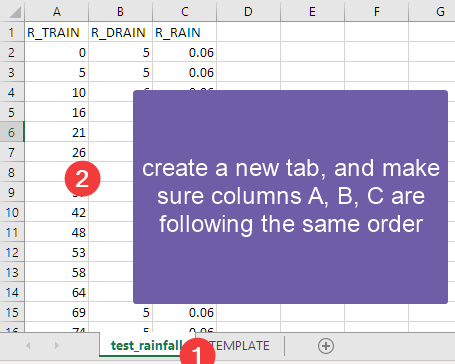 A B C D E F G
1 R_TRAIN R_DRAIN R_RAIN
2 0 5 0.06
3 5 5 0.06
4 10
5 16
6 21
7 26
8 2
9
10 42
11 48
12 53
13 58
14 64
15 69 5 0.06
create a new tab, and make
sure columns A, B, C are
following the same order
test_rainfall 1 TEMPLATE